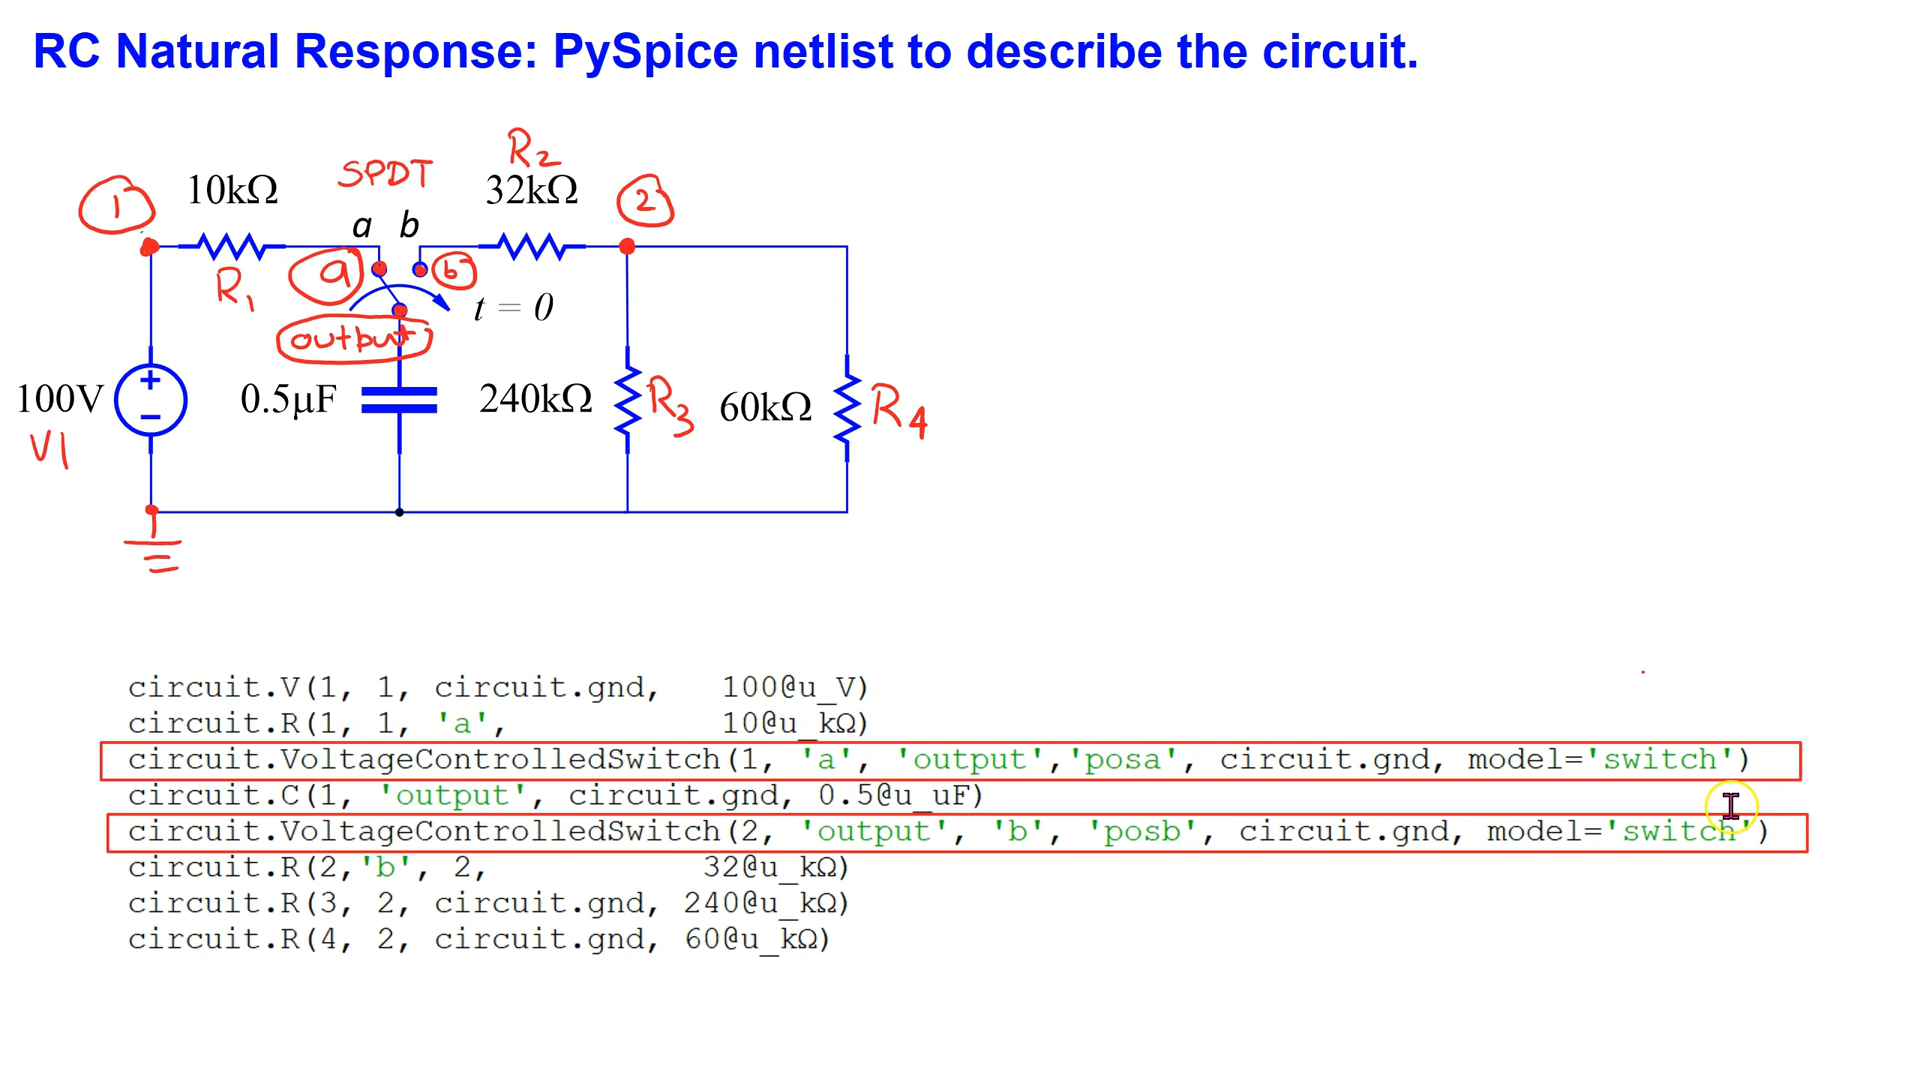 RC Natural Response: PySpice netlist to describe the circuit.
R2
SPDT
1 10kΩ 32kΩ 2
a b
R1 a b
t = 0
output
100V + − 0.5µF 240kΩ R3 60kΩ R4
V1
circuit.V(1, 1, circuit.gnd, 100@u_V)
circuit.R(1, 1, 'a', 10@u_kΩ)
circuit.VoltageControlledSwitch(1, 'a', 'output','posa', circuit.gnd, model='switch')
circuit.C(1, 'output', circuit.gnd, 0.5@u_uF)
circuit.VoltageControlledSwitch(2, 'output', 'b', 'posb', circuit.gnd, model='switch')
circuit.R(2,'b', 2, 32@u_kΩ)
circuit.R(3, 2, circuit.gnd, 240@u_kΩ)
circuit.R(4, 2, circuit.gnd, 60@u_kΩ)